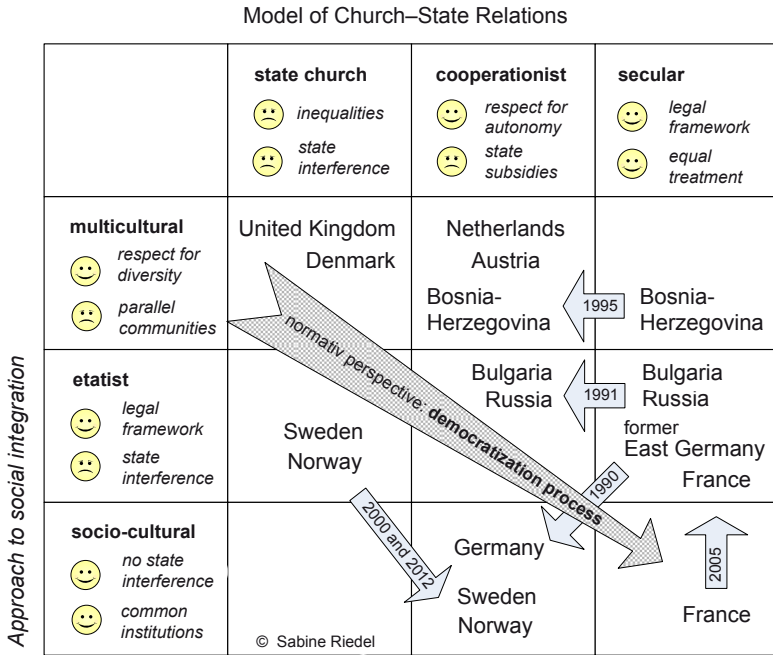 Model of Church–State Relations
state church
inequalities
state
interference
cooperationist
respect for
autonomy
state
subsidies
secular
legal
framework
equal
treatment
Approach to social integration
multicultural
respect for
diversity
parallel
communities
United Kingdom
Denmark
Netherlands
Austria
Bosnia-
Herzegovina
1995
Bosnia-
Herzegovina
normativ perspective: democratization process
etatist
legal
framework
state
interference
Sweden
Norway
Bulgaria
Russia
1991
Bulgaria
Russia
former
East Germany
France
1990
2000 and 2012
socio-cultural
no state
interference
common
institutions
© Sabine Riedel
Germany
Sweden
Norway
2005
France